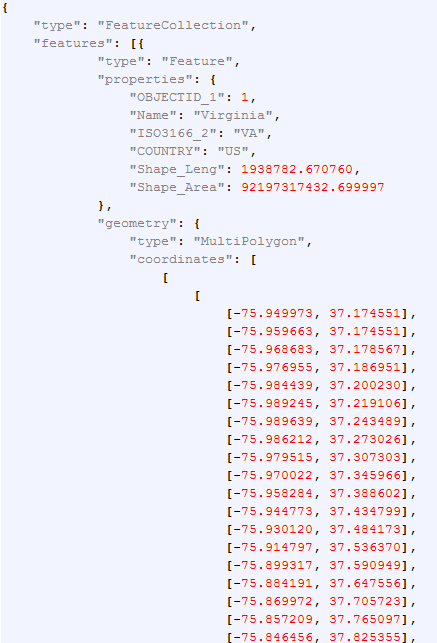 {
"type": "FeatureCollection",
"features": [{
"type": "Feature",
"properties": {
"OBJECTID_1": 1,
"Name": "Virginia",
"ISO3166_2": "VA",
"COUNTRY": "US",
"Shape_Leng": 1938782.670760,
"Shape_Area": 92197317432.699997
},
"geometry": {
"type": "MultiPolygon",
"coordinates": [
[
[
[-75.949973, 37.174551],
[-75.959663, 37.174551],
[-75.968683, 37.178567],
[-75.976955, 37.186951],
[-75.984439, 37.200230],
[-75.989245, 37.219106],
[-75.989639, 37.243489],
[-75.986212, 37.273026],
[-75.979515, 37.307303],
[-75.970022, 37.345966],
[-75.958284, 37.388602],
[-75.944773, 37.434799],
[-75.930120, 37.484173],
[-75.914797, 37.536370],
[-75.899317, 37.590949],
[-75.884191, 37.647556],
[-75.869972, 37.705723],
[-75.857209, 37.765097],
[-75.846456, 37.825355],